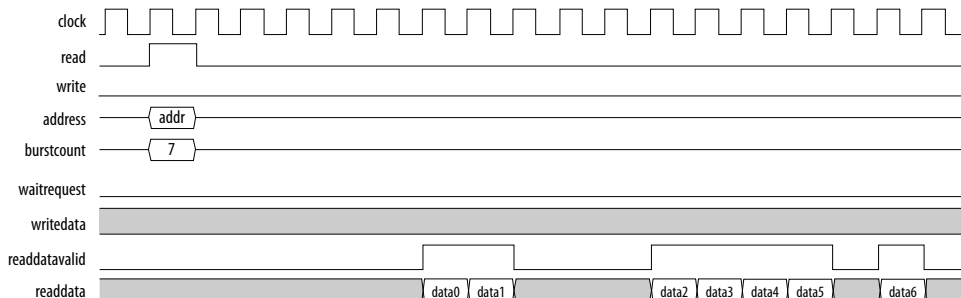 clock
read
write
address addr
burstcount 7
waitrequest
writedata
readdatavalid
readdata data0 data1 data2 data3 data4 data5 data6